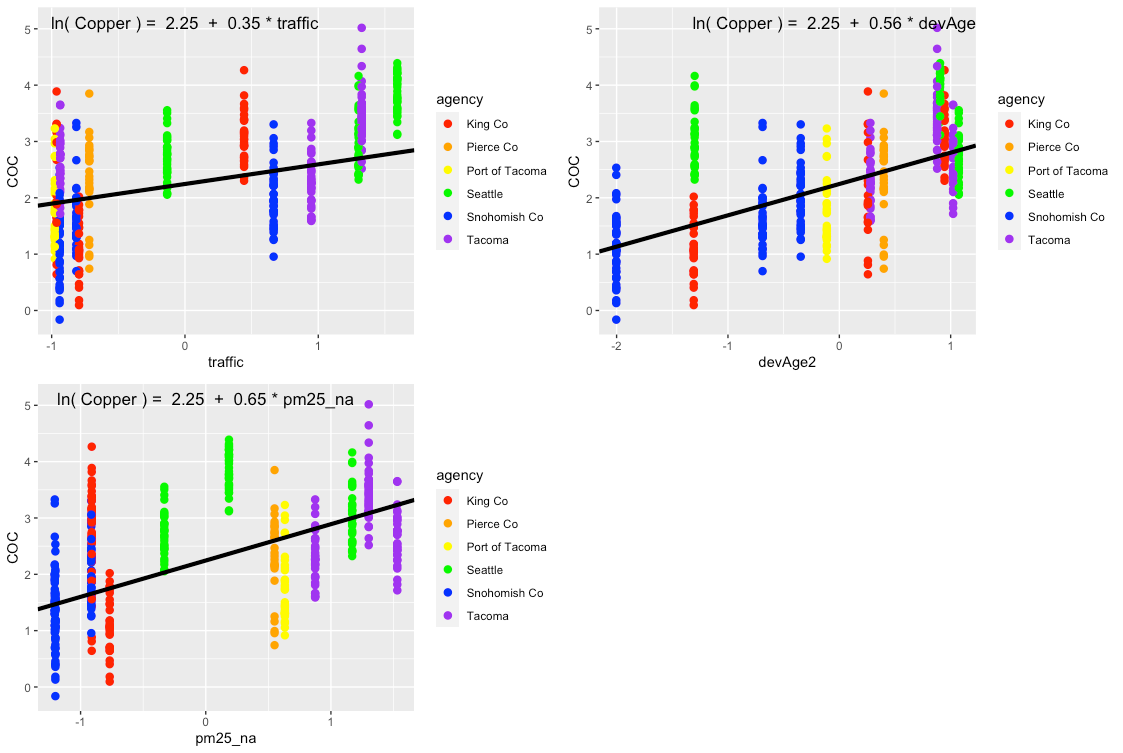 ln( Copper ) =  2.25  +  0.35 * traffic
COC
5
4
3
2
1
0
-1
0
1
traffic
agency
King Co
Pierce Co
Port of Tacoma
Seattle
Snohomish Co
Tacoma
ln( Copper ) =  2.25  +  0.56 * devAge
COC
5
4
3
2
1
0
-2
-1
0
1
devAge2
agency
King Co
Pierce Co
Port of Tacoma
Seattle
Snohomish Co
Tacoma
ln( Copper ) =  2.25  +  0.65 * pm25_na
COC
5
4
3
2
1
0
-1
0
1
pm25_na
agency
King Co
Pierce Co
Port of Tacoma
Seattle
Snohomish Co
Tacoma